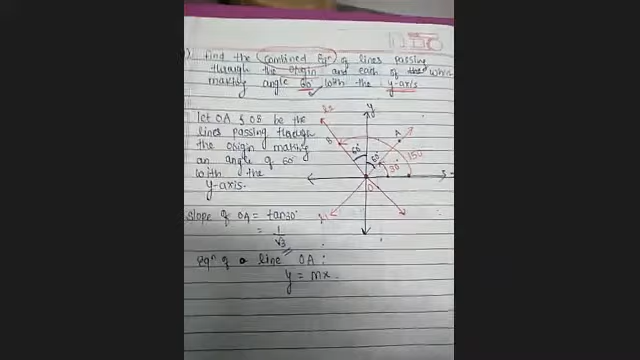 Find the Combined Eqn of lines passing
through the Origin and each of which
making angle 60° with the y-axis
let OA & OB be the
lines passing through
the origin making
an angle of 60°
with the
y-axis.
y
B
A
60°
60°
30°
150
O
slope of OA = tan30°
= 1/√3
Eqn of line OA:
y = mx.